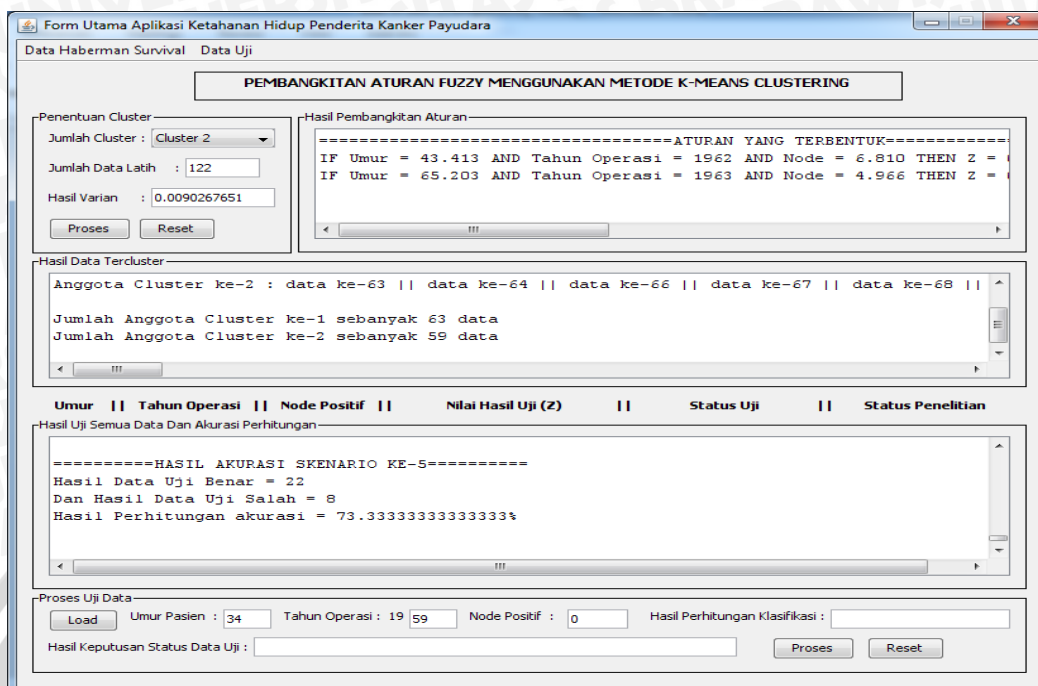 Form Utama Aplikasi Ketahanan Hidup Penderita Kanker Payudara
Data Haberman Survival Data Uji
PEMBANGKITAN ATURAN FUZZY MENGGUNAKAN METODE K-MEANS CLUSTERING
Penentuan Cluster
Jumlah Cluster : Cluster 2
Jumlah Data Latih : 122
Hasil Varian : 0.0090267651
Proses Reset
Hasil Pembangkitan Aturan
===================================ATURAN YANG TERBENTUK============
IF Umur = 43.413 AND Tahun Operasi = 1962 AND Node = 6.810 THEN Z =
IF Umur = 65.203 AND Tahun Operasi = 1963 AND Node = 4.966 THEN Z =
Hasil Data Tercluster
Anggota Cluster ke-2 : data ke-63 || data ke-64 || data ke-66 || data ke-67 || data ke-68 ||
Jumlah Anggota Cluster ke-1 sebanyak 63 data
Jumlah Anggota Cluster ke-2 sebanyak 59 data
Umur || Tahun Operasi || Node Positif || Nilai Hasil Uji (Z) || Status Uji || Status Penelitian
Hasil Uji Semua Data Dan Akurasi Perhitungan
==========HASIL AKURASI SKENARIO KE-5==========
Hasil Data Uji Benar = 22
Dan Hasil Data Uji Salah = 8
Hasil Perhitungan akurasi = 73.33333333333333%
Proses Uji Data
Load Umur Pasien : 34 Tahun Operasi : 19 59 Node Positif : 0 Hasil Perhitungan Klasifikasi :
Hasil Keputusan Status Data Uji : Proses Reset